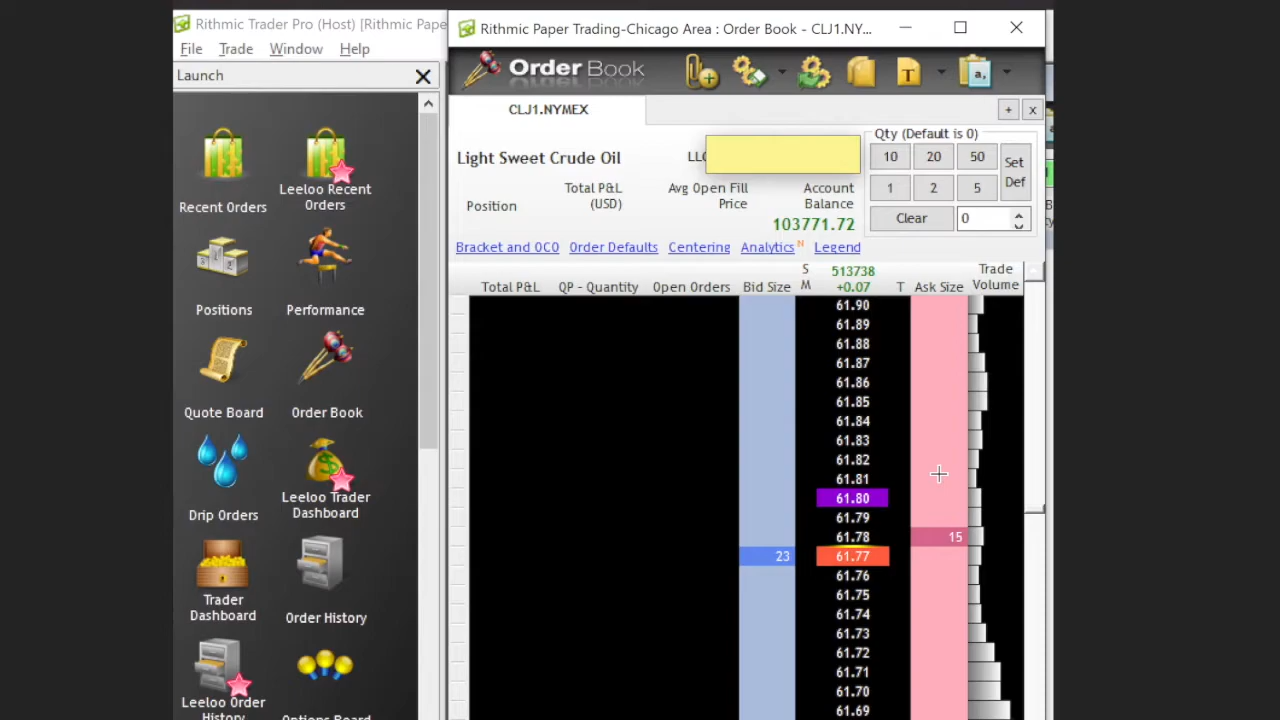 Rithmic Trader Pro (Host) [Rithmic Pape
File Trade Window Help
Launch
Recent Orders
Leeloo Recent
Orders
Positions
Performance
Quote Board
Order Book
Drip Orders
Leeloo Trader
Dashboard
Trader
Dashboard
Order History
Leeloo Order
History
Options Board
Rithmic Paper Trading-Chicago Area : Order Book - CLJ1.NY...
Order Book
T
a,
CLJ1.NYMEX
+ x
Light Sweet Crude Oil
Qty (Default is 0)
10 20 50 Set
Def
1 2 5
Clear 0
Position
Total P&L
(USD)
Avg Open Fill
Price
Account
Balance
103771.72
Bracket and OCO Order Defaults Centering Analytics N Legend
Total P&L QP - Quantity Open Orders Bid Size S
M 513738
+0.07 T Ask Size Trade
Volume
61.90
61.89
61.88
61.87
61.86
61.85
61.84
61.83
61.82
61.81
61.80
61.79
61.78 15
23 61.77
61.76
61.75
61.74
61.73
61.72
61.71
61.70
61.69